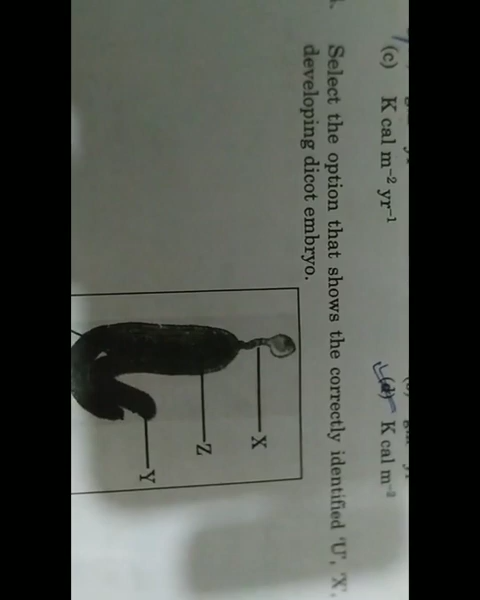 (c) K cal m⁻² yr⁻¹ (d) K cal m⁻²
Select the option that shows the correctly identified 'U', 'X',
developing dicot embryo.
X
Z
Y